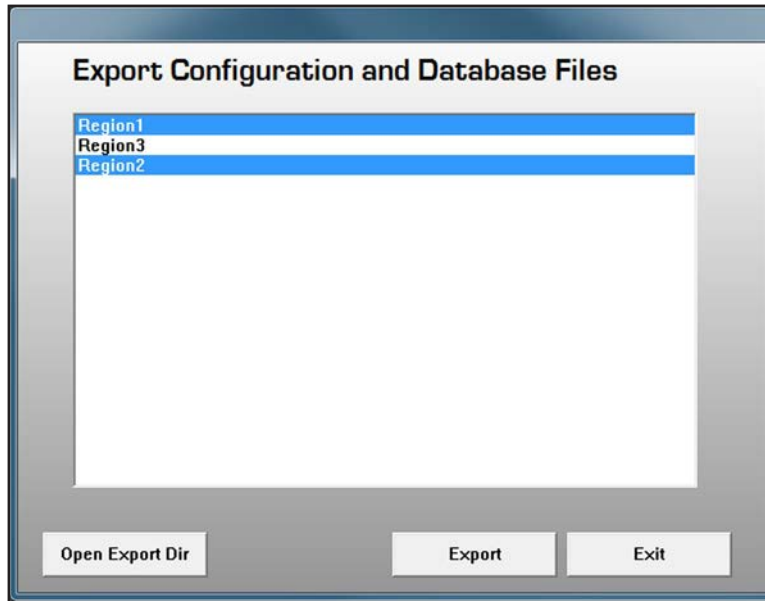 Export Configuration and Database Files
Region1
Region3
Region2
Open Export Dir
Export
Exit